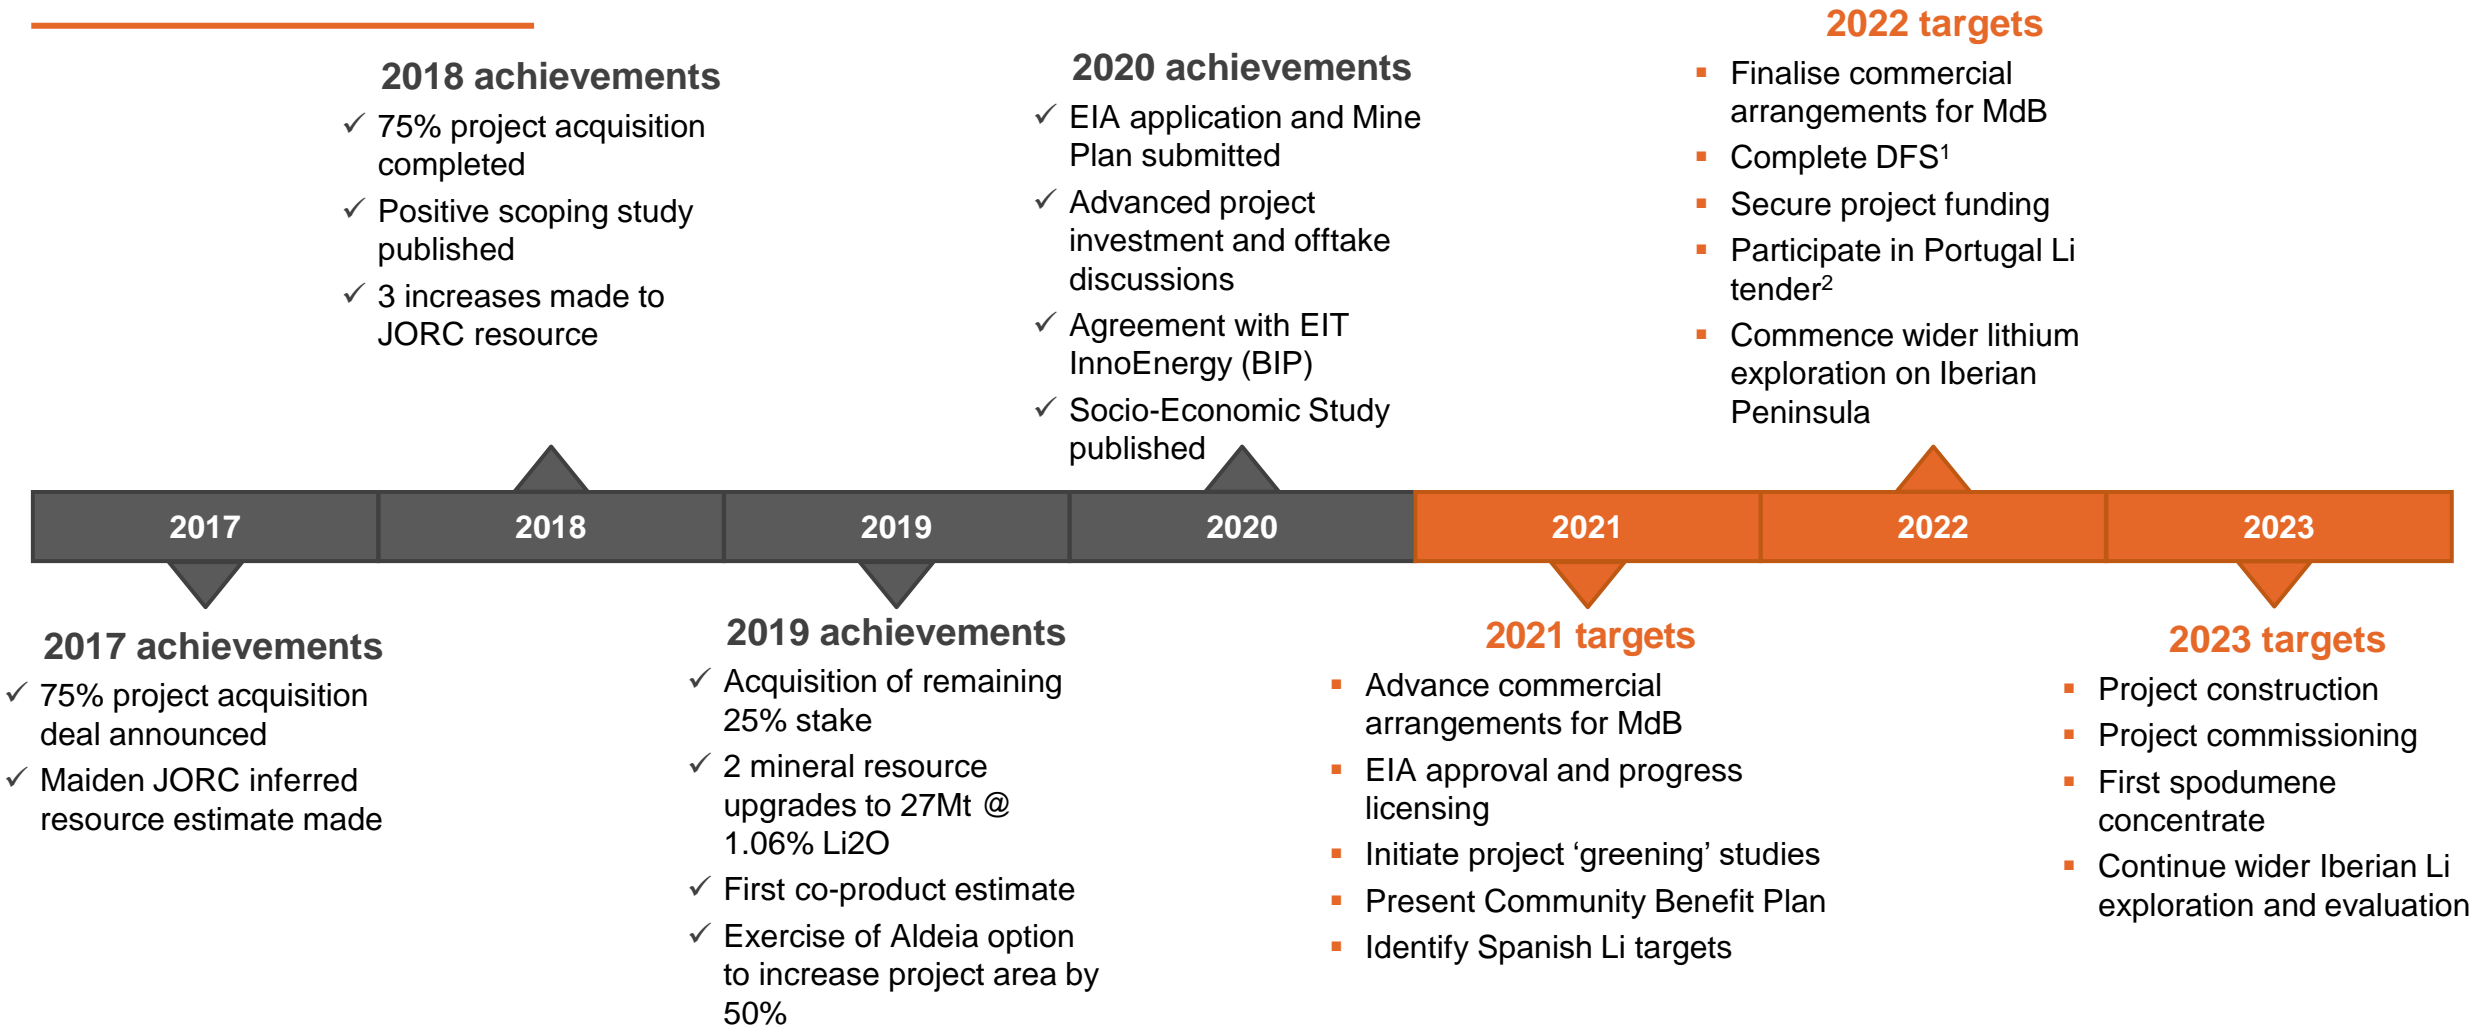 2018 achievements
✓ 75% project acquisition
completed
✓ Positive scoping study
published
✓ 3 increases made to
JORC resource
2020 achievements
✓ EIA application and Mine
Plan submitted
✓ Advanced project
investment and offtake
discussions
✓ Agreement with EIT
InnoEnergy (BIP)
✓ Socio-Economic Study
published
2022 targets
▪ Finalise commercial
arrangements for MdB
▪ Complete DFS¹
▪ Secure project funding
▪ Participate in Portugal Li
tender²
▪ Commence wider lithium
exploration on Iberian
Peninsula
2017 2018 2019 2020 2021 2022 2023
2017 achievements
✓ 75% project acquisition
deal announced
✓ Maiden JORC inferred
resource estimate made
2019 achievements
✓ Acquisition of remaining
25% stake
✓ 2 mineral resource
upgrades to 27Mt @
1.06% Li2O
✓ First co-product estimate
✓ Exercise of Aldeia option
to increase project area by
50%
2021 targets
▪ Advance commercial
arrangements for MdB
▪ EIA approval and progress
licensing
▪ Initiate project ‘greening’ studies
▪ Present Community Benefit Plan
▪ Identify Spanish Li targets
2023 targets
▪ Project construction
▪ Project commissioning
▪ First spodumene
concentrate
▪ Continue wider Iberian Li
exploration and evaluation